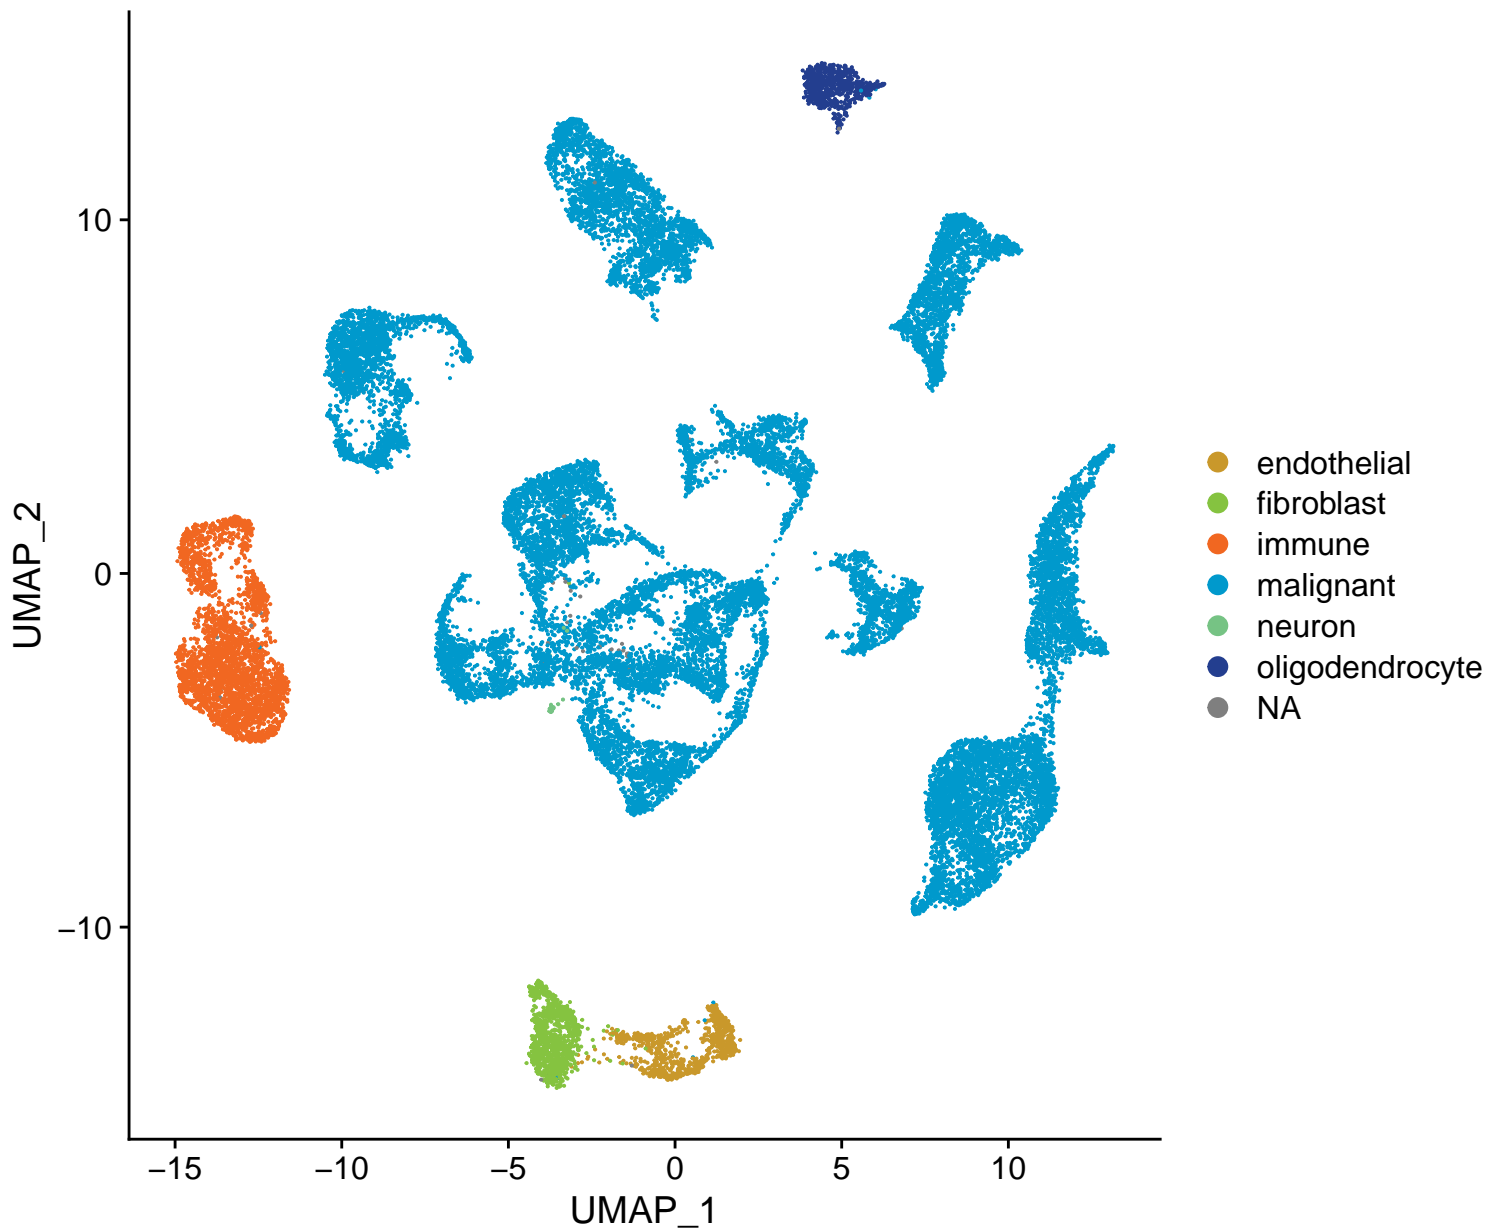 10
0
−10
UMAP_2
−15 −10 −5 0 5 10
UMAP_1
endothelial
fibroblast
immune
malignant
neuron
oligodendrocyte
NA